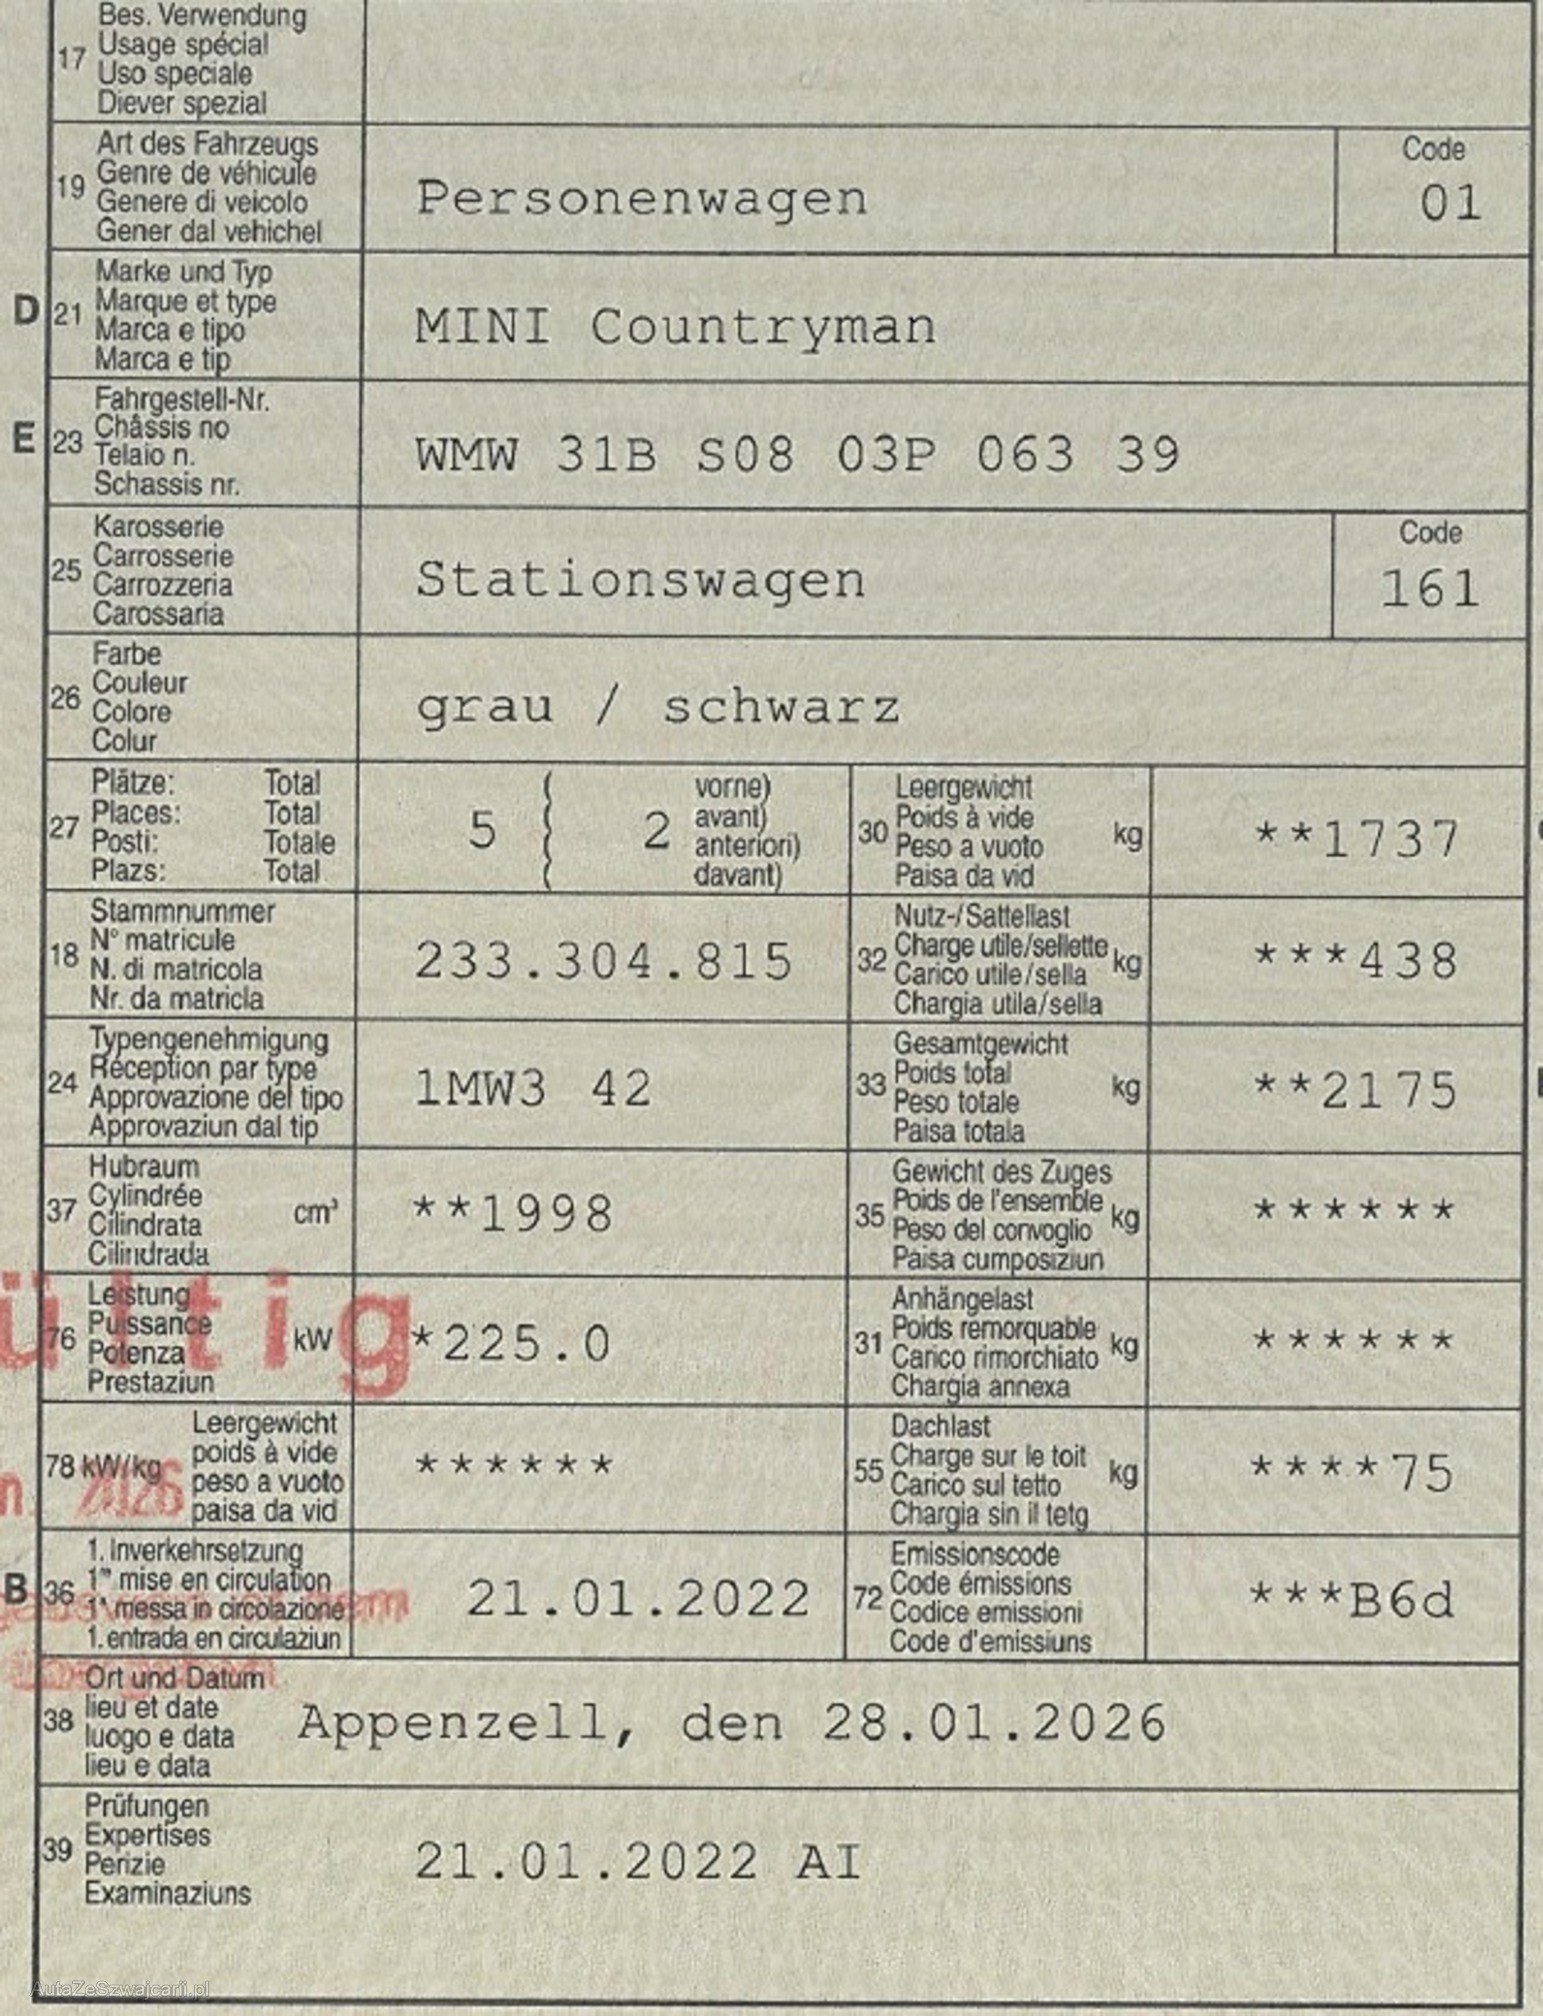 Bes. Verwendung
17 Usage spécial
Uso speciale
Diever spezial
Art des Fahrzeugs
19 Genre de véhicule
Genere di veicolo
Gener dal vehichel
Personenwagen
Code
01
Marke und Typ
D 21 Marque et type
Marca e tipo
Marca e tip
MINI Countryman
Fahrgestell-Nr.
E 23 Châssis no
Telaio n.
Schassis nr.
WMW 31B S08 03P 063 39
Karosserie
25 Carrosserie
Carrozzeria
Carossaria
Stationswagen
Code
161
Farbe
26 Couleur
Colore
Colur
grau / schwarz
Plätze: Total
27 Places: Total
Posti: Totale
Plazs: Total
5 ( 2 vorne)
( avant)
( anteriori)
( davant)
Leergewicht
30 Poids à vide kg
Peso a vuoto
Paisa da vid
**1737
Stammnummer
18 N° matricule
N. di matricola
Nr. da matricla
233.304.815
Nutz-/Sattellast
32 Charge utile/sellette kg
Carico utile/sella
Chargia utila/sella
***438
Typengenehmigung
24 Réception par type
Approvazione del tipo
Approvaziun dal tip
1MW3 42
Gesamtgewicht
33 Poids total kg
Peso totale
Paisa totala
**2175
Hubraum
37 Cylindrée cm³
Cilindrata
Cilindrada
**1998
Gewicht des Zuges
35 Poids de l'ensemble kg
Peso del convoglio
Paisa cumposiziun
******
ültig
Leistung
76 Puissance kW
Potenza
Prestaziun
*225.0
Anhängelast
31 Poids remorquable kg
Carico rimorchiato
Chargia annexa
******
Leergewicht
78 kW/kg poids à vide
peso a vuoto
paisa da vid
******
2026
Dachlast
55 Charge sur le toit kg
Carico sul tetto
Chargia sin il tetg
****75
1. Inverkehrsetzung
B 36 1re mise en circulation
1a messa in circolazione
1. entrada en circulaziun
21.01.2022
Emissionscode
72 Code émissions
Codice emissioni
Code d'emissiuns
***B6d
Ort und Datum
38 lieu et date
luogo e data
lieu e data
Appenzell, den 28.01.2026
Prüfungen
39 Expertises
Perizie
Examinaziuns
21.01.2022 AI
AutaZeSzwajcarii.pl